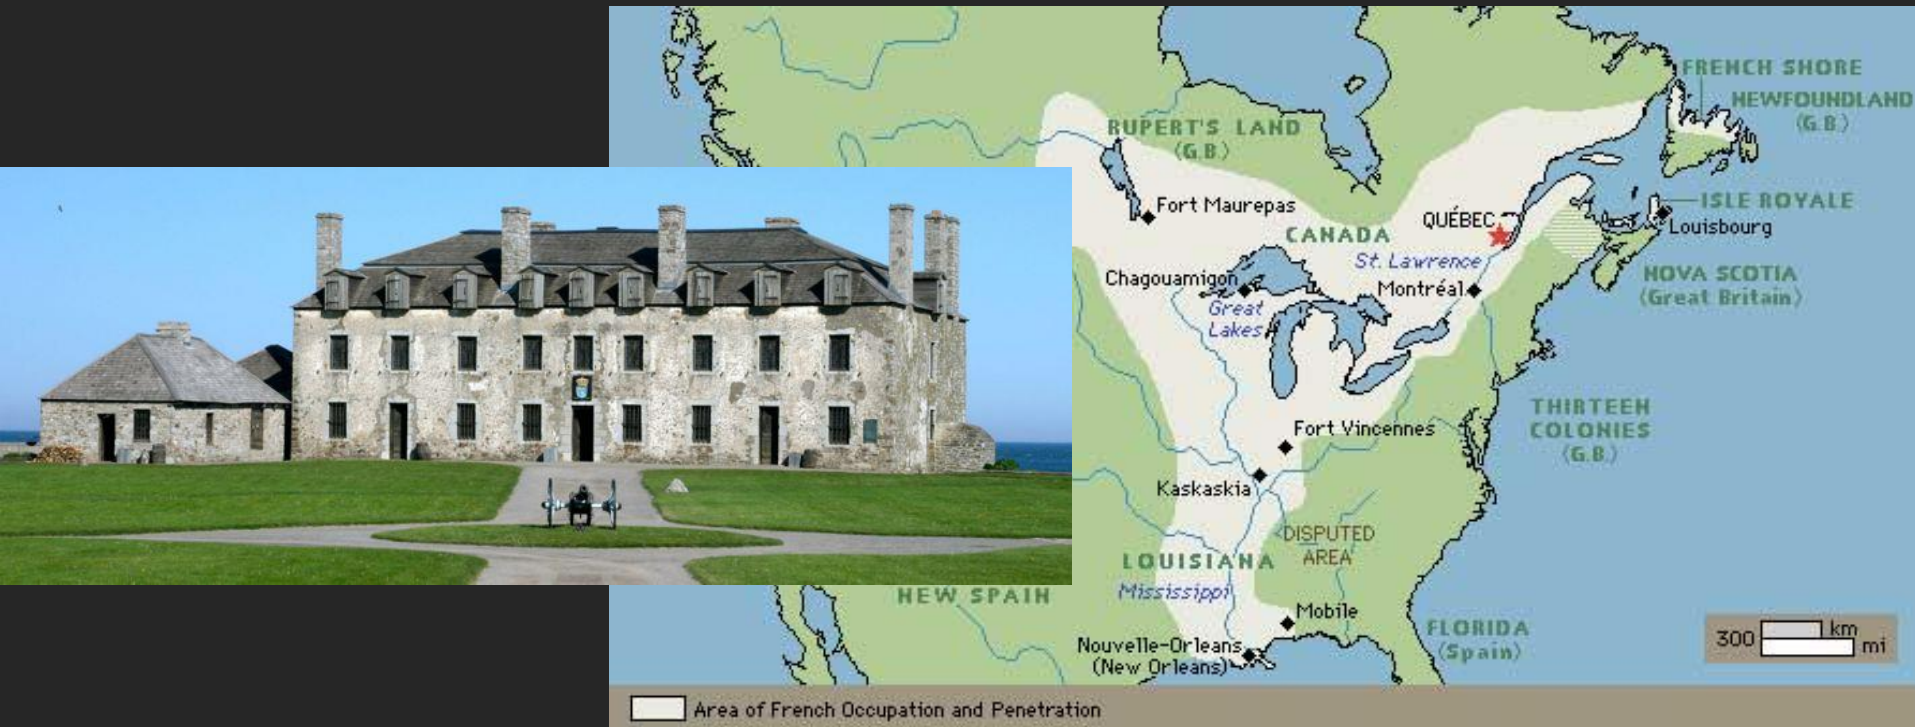 FRENCH SHORE
NEWFOUNDLAND
(G.B.)
RUPERT'S LAND
(G.B.)
ISLE ROYALE
Fort Maurepas
QUÉBEC
Louisbourg
CANADA
St. Lawrence
NOVA SCOTIA
(Great Britain)
Chagouamigon
Montréal
Great
Lakes
THIRTEEN
COLONIES
(G.B.)
Fort Vincennes
Kaskaskia
DISPUTED
AREA
LOUISIANA
Mississippi
NEW SPAIN
Mobile
FLORIDA
(Spain)
Nouvelle-Orleans
(New Orleans)
300 km
mi
Area of French Occupation and Penetration